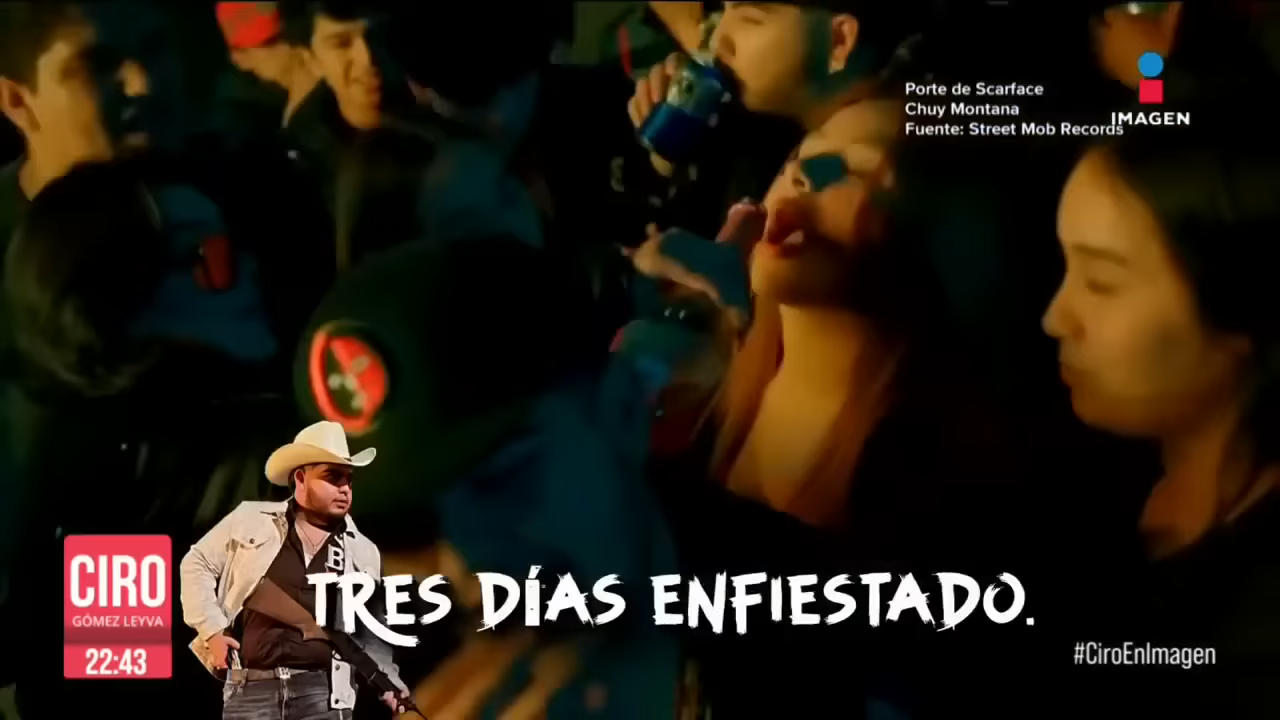 Porte de Scarface
Chuy Montana
Fuente: Street Mob Records
IMAGEN
TRES DÍAS ENFIESTADO.
CIRO
GÓMEZ LEYVA
22:43
#CiroEnImagen